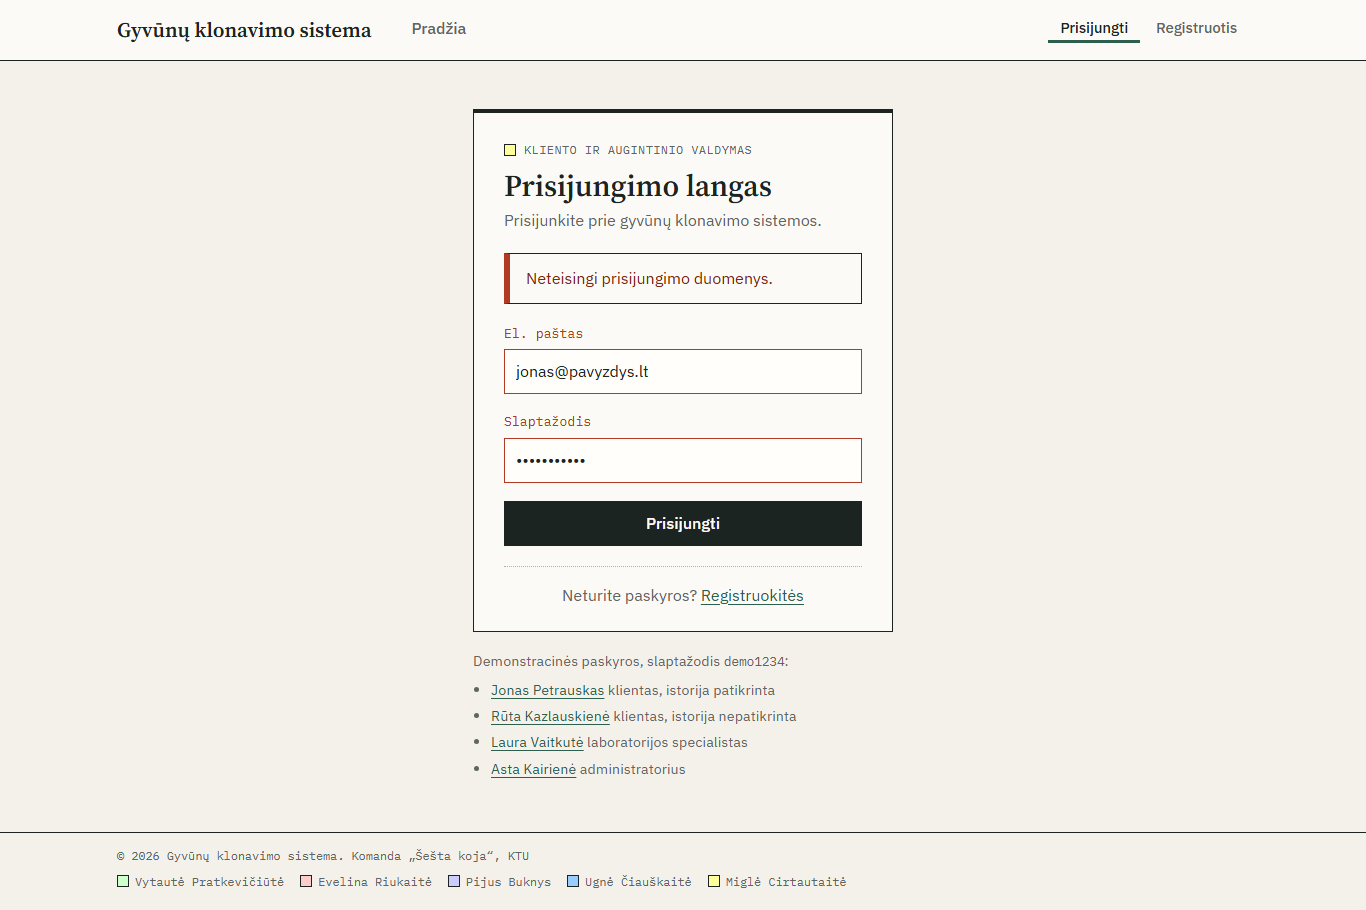 Gyvūnų klonavimo sistema
Pradžia
Prisijungti
Registruotis
KLIENTO IR AUGINTINIO VALDYMAS
Prisijungimo langas
Prisijunkite prie gyvūnų klonavimo sistemos.
Neteisingi prisijungimo duomenys.
El. paštas
jonas@pavyzdys.lt
Slaptažodis
•••••••••••
Prisijungti
Neturite paskyros? Registruokitės
Demonstracinės paskyros, slaptažodis demo1234:
Jonas Petrauskas klientas, istorija patikrinta
Rūta Kazlauskienė klientas, istorija nepatikrinta
Laura Vaitkutė laboratorijos specialistas
Asta Kairienė administratorius
© 2026 Gyvūnų klonavimo sistema. Komanda „Šešta koja“, KTU
Vytautė Pratkevičiūtė Evelina Riukaitė Pijus Buknys Ugnė Čiauškaitė Miglė Cirtautaitė